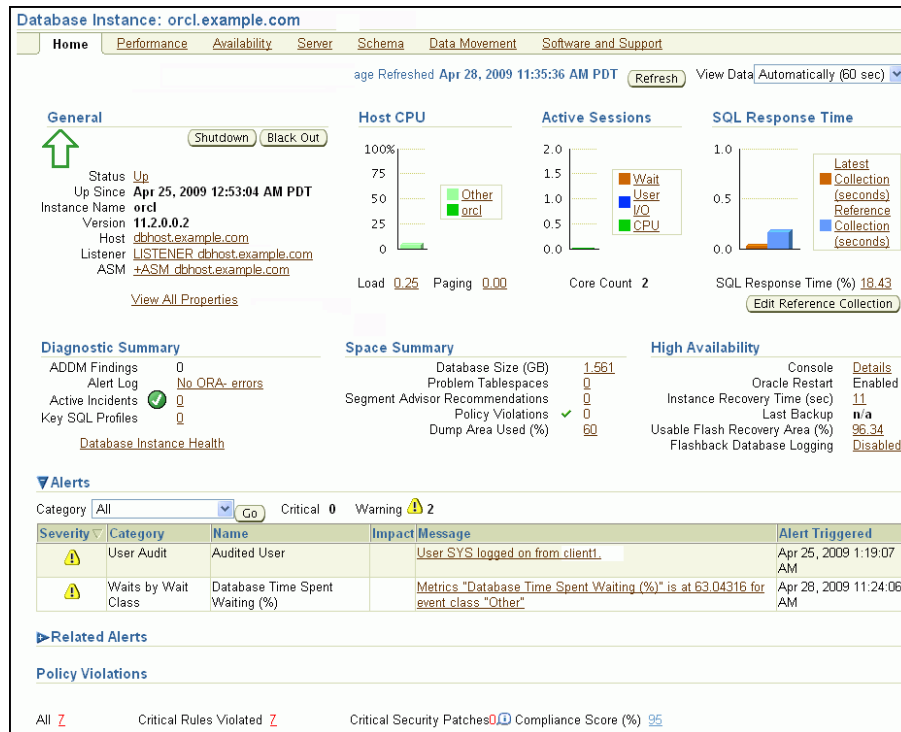 Database Instance: orcl.example.com
Home Performance Availability Server Schema Data Movement Software and Support
age Refreshed Apr 28, 2009 11:35:36 AM PDT Refresh View Data Automatically (60 sec)
General
Shutdown Black Out
Status Up
Up Since Apr 25, 2009 12:53:04 AM PDT
Instance Name orcl
Version 11.2.0.0.2
Host dbhost.example.com
Listener LISTENER dbhost.example.com
ASM +ASM dbhost.example.com
View All Properties
Host CPU
100%
75
50
25
0
Other
orcl
Load 0.25 Paging 0.00
Active Sessions
2.0
1.5
1.0
0.5
0.0
Wait
User
I/O
CPU
Core Count 2
SQL Response Time
1.0
0.5
0.0
Latest
Collection
(seconds)
Reference
Collection
(seconds)
SQL Response Time (%) 18.43
Edit Reference Collection
Diagnostic Summary
ADDM Findings 0
Alert Log No ORA- errors
Active Incidents 0
Key SQL Profiles 0
Database Instance Health
Space Summary
Database Size (GB) 1.561
Problem Tablespaces 0
Segment Advisor Recommendations 0
Policy Violations 0
Dump Area Used (%) 60
High Availability
Console Details
Oracle Restart Enabled
Instance Recovery Time (sec) 11
Last Backup n/a
Usable Flash Recovery Area (%) 96.34
Flashback Database Logging Disabled
Alerts
Category All Go Critical 0 Warning 2
Severity Category Name Impact Message Alert Triggered
User Audit Audited User User SYS logged on from client1. Apr 25, 2009 1:19:07
AM
Waits by Wait Database Time Spent Metrics "Database Time Spent Waiting (%)" is at 63.04316 for Apr 28, 2009 11:24:06
Class Waiting (%) event class "Other" AM
Related Alerts
Policy Violations
All 7 Critical Rules Violated 7 Critical Security Patches 0 Compliance Score (%) 95